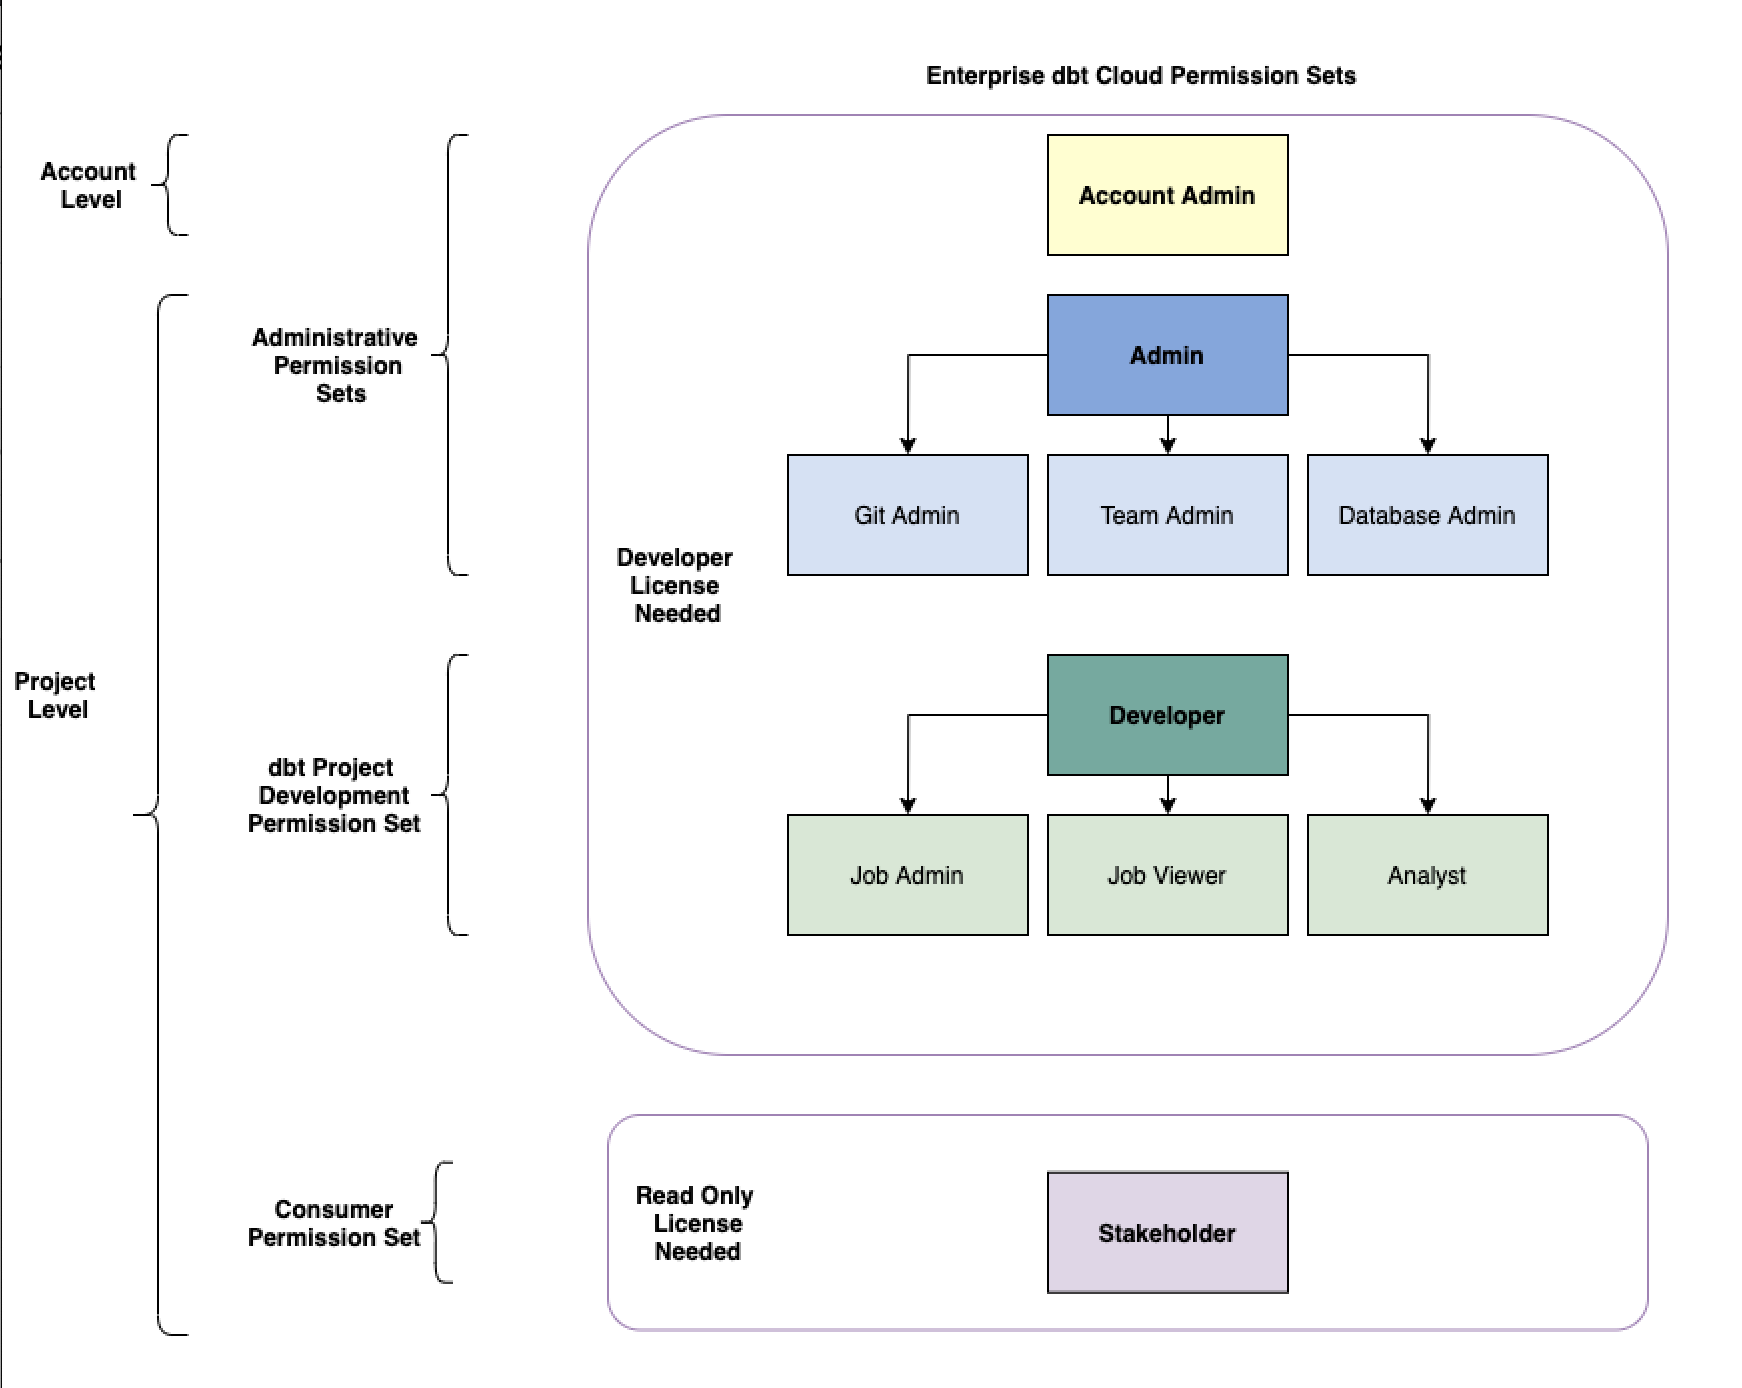 Enterprise dbt Cloud Permission Sets
Account
Level
Account Admin
Administrative
Permission
Sets
Admin
Git Admin
Team Admin
Database Admin
Developer
License
Needed
Project
Level
dbt Project
Development
Permission Set
Developer
Job Admin
Job Viewer
Analyst
Consumer
Permission Set
Read Only
License
Needed
Stakeholder